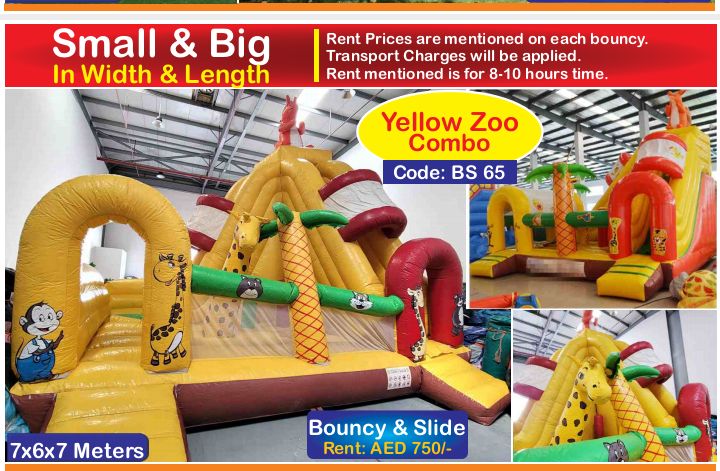 Small & Big
In Width & Length
Rent Prices are mentioned on each bouncy.
Transport Charges will be applied.
Rent mentioned is for 8-10 hours time.
Yellow Zoo
Combo
Code: BS 65
7x6x7 Meters
Bouncy & Slide
Rent: AED 750/-